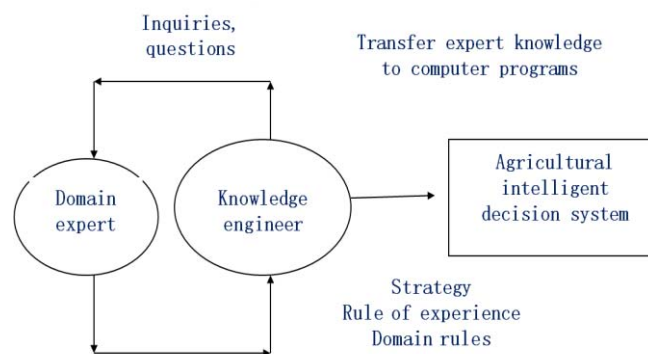 Inquiries,
questions
Transfer expert knowledge
to computer programs
Domain
expert
Knowledge
engineer
Agricultural
intelligent
decision system
Strategy
Rule of experience
Domain rules